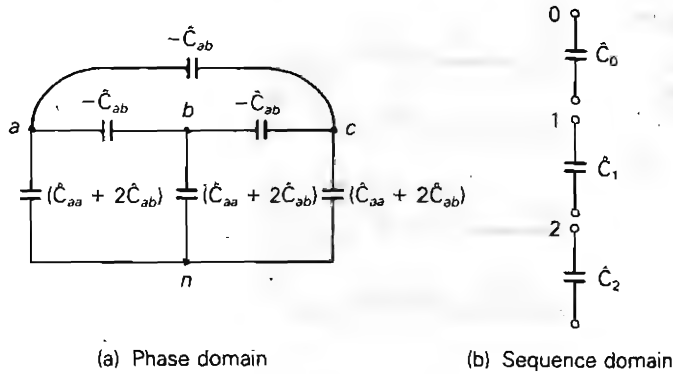 −Ĉab
−Ĉab
b
−Ĉab
a
c
(Ĉaa + 2Ĉab)
(Ĉaa + 2Ĉab)
(Ĉaa + 2Ĉab)
n
(a) Phase domain
0
Ĉ0
1
Ĉ1
2
Ĉ2
(b) Sequence domain